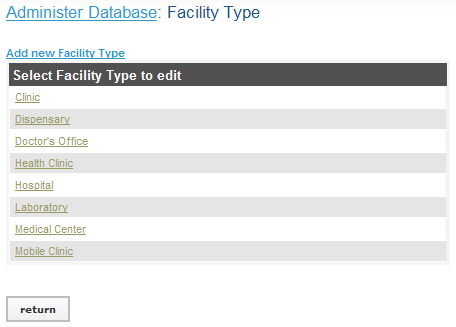 Administer Database: Facility Type
Add new Facility Type
Select Facility Type to edit
Clinic
Dispensary
Doctor's Office
Health Clinic
Hospital
Laboratory
Medical Center
Mobile Clinic
return